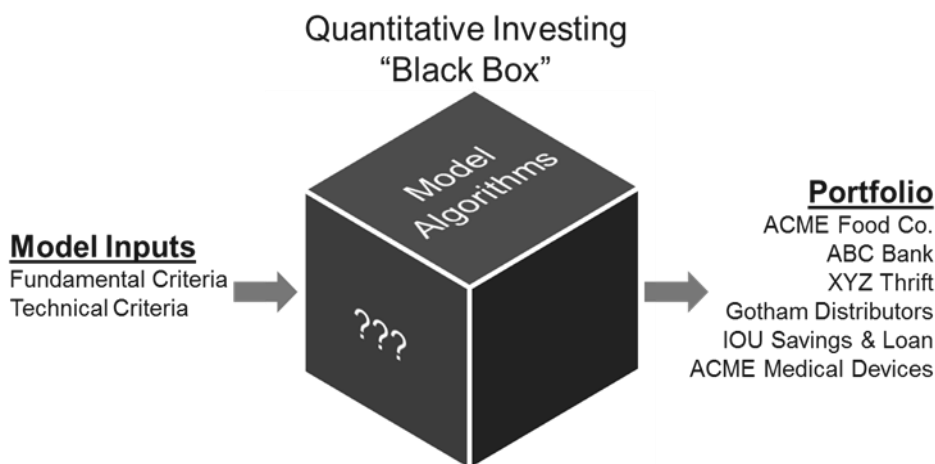 Quantitative Investing
“Black Box”
Model
Algorithms
???
Model Inputs
Fundamental Criteria
Technical Criteria
Portfolio
ACME Food Co.
ABC Bank
XYZ Thrift
Gotham Distributors
IOU Savings & Loan
ACME Medical Devices